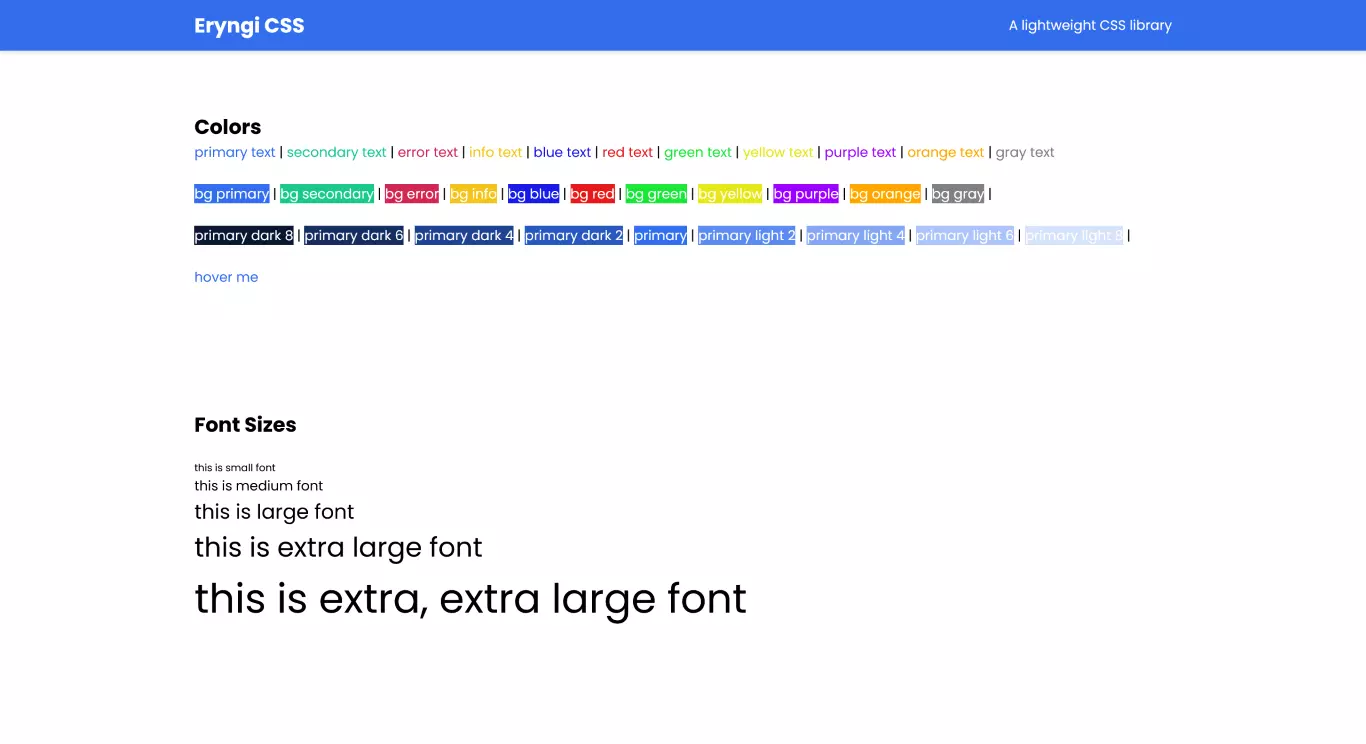 Eryngi CSS
A lightweight CSS library
Colors
primary text | secondary text | error text | info text | blue text | red text | green text | yellow text | purple text | orange text | gray text
bg primary | bg secondary | bg error | bg info | bg blue | bg red | bg green | bg yellow | bg purple | bg orange | bg gray |
primary dark 8 | primary dark 6 | primary dark 4 | primary dark 2 | primary | primary light 2 | primary light 4 | primary light 6 | primary light 8 |
hover me
Font Sizes
this is small font
this is medium font
this is large font
this is extra large font
this is extra, extra large font